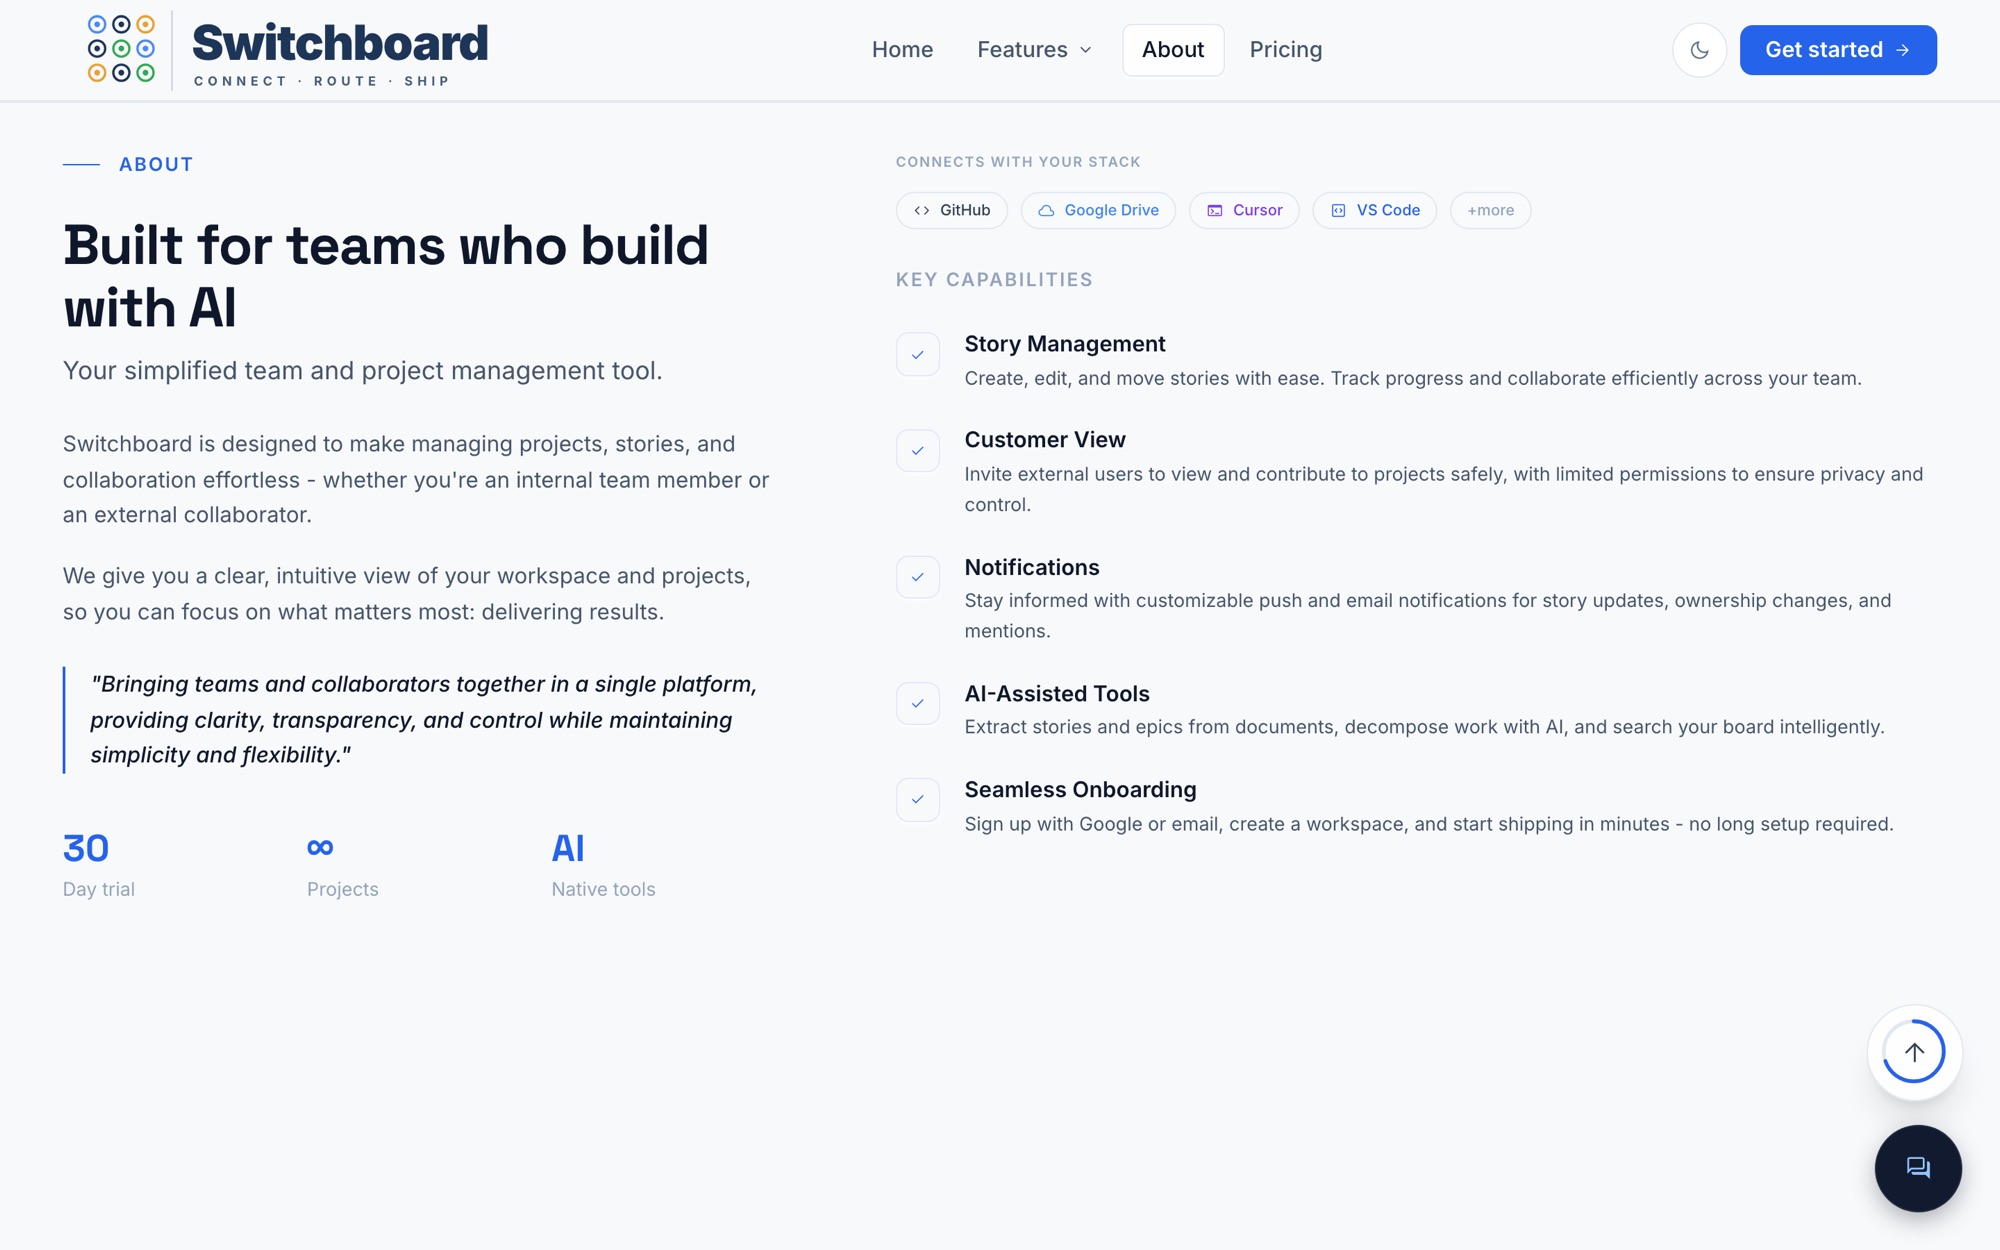 Switchboard
CONNECT · ROUTE · SHIP
Home
Features
About
Pricing
Get started
ABOUT
Built for teams who build
with AI
Your simplified team and project management tool.
Switchboard is designed to make managing projects, stories, and
collaboration effortless - whether you're an internal team member or
an external collaborator.
We give you a clear, intuitive view of your workspace and projects,
so you can focus on what matters most: delivering results.
"Bringing teams and collaborators together in a single platform,
providing clarity, transparency, and control while maintaining
simplicity and flexibility."
30
Day trial
∞
Projects
AI
Native tools
CONNECTS WITH YOUR STACK
GitHub
Google Drive
Cursor
VS Code
+more
KEY CAPABILITIES
Story Management
Create, edit, and move stories with ease. Track progress and collaborate efficiently across your team.
Customer View
Invite external users to view and contribute to projects safely, with limited permissions to ensure privacy and
control.
Notifications
Stay informed with customizable push and email notifications for story updates, ownership changes, and
mentions.
AI-Assisted Tools
Extract stories and epics from documents, decompose work with AI, and search your board intelligently.
Seamless Onboarding
Sign up with Google or email, create a workspace, and start shipping in minutes - no long setup required.